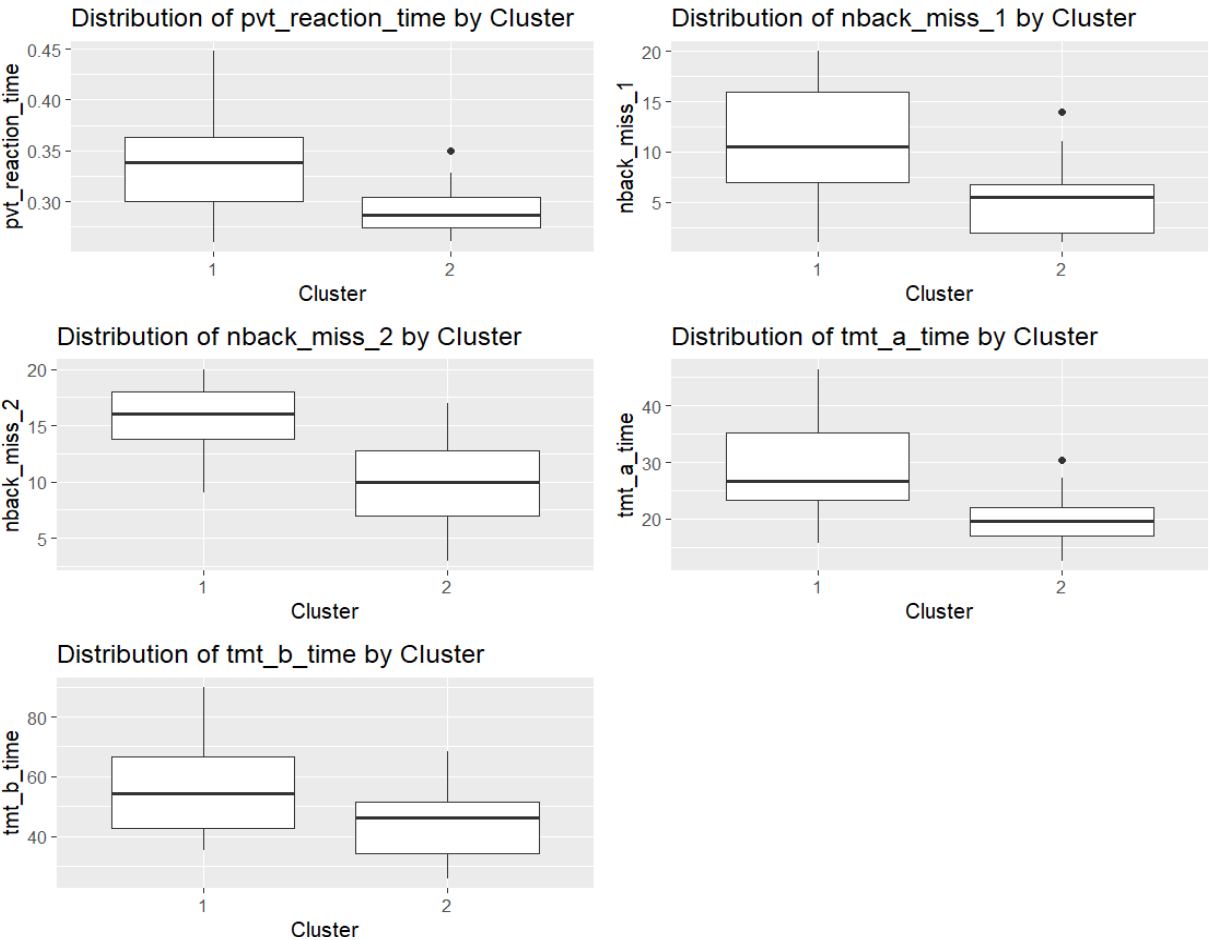 Distribution of pvt_reaction_time by Cluster
pvt_reaction_time
0.45
0.40
0.35
0.30
1
2
Cluster
Distribution of nback_miss_1 by Cluster
nback_miss_1
20
15
10
5
1
2
Cluster
Distribution of nback_miss_2 by Cluster
nback_miss_2
20
15
10
5
1
2
Cluster
Distribution of tmt_a_time by Cluster
tmt_a_time
40
30
20
1
2
Cluster
Distribution of tmt_b_time by Cluster
tmt_b_time
80
60
40
1
2
Cluster